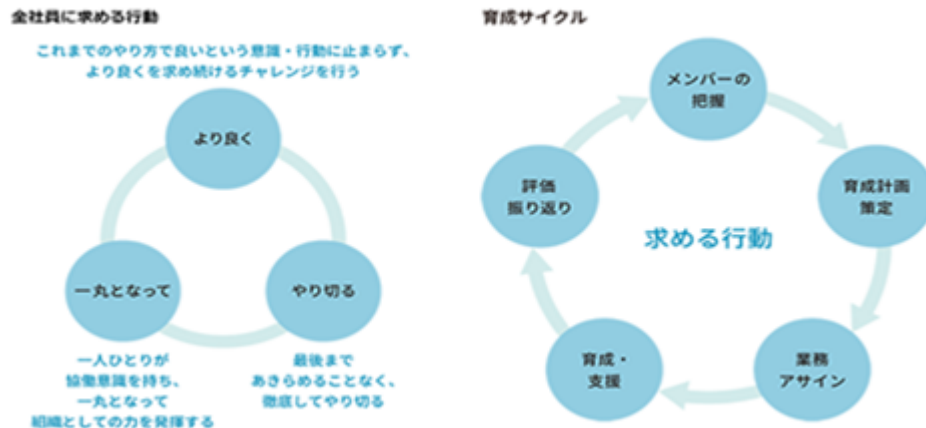 全社員に求める行動
これまでのやり方で良いという意識・行動に止まらず、
より良くを求め続けるチャレンジを行う
より良く
一丸となって
やり切る
一人ひとりが
協働意識を持ち、
一丸となって
組織としての力を発揮する
最後まで
あきらめることなく、
徹底してやり切る
育成サイクル
メンバーの
把握
育成計画
策定
業務
アサイン
育成・
支援
評価
振り返り
求める行動